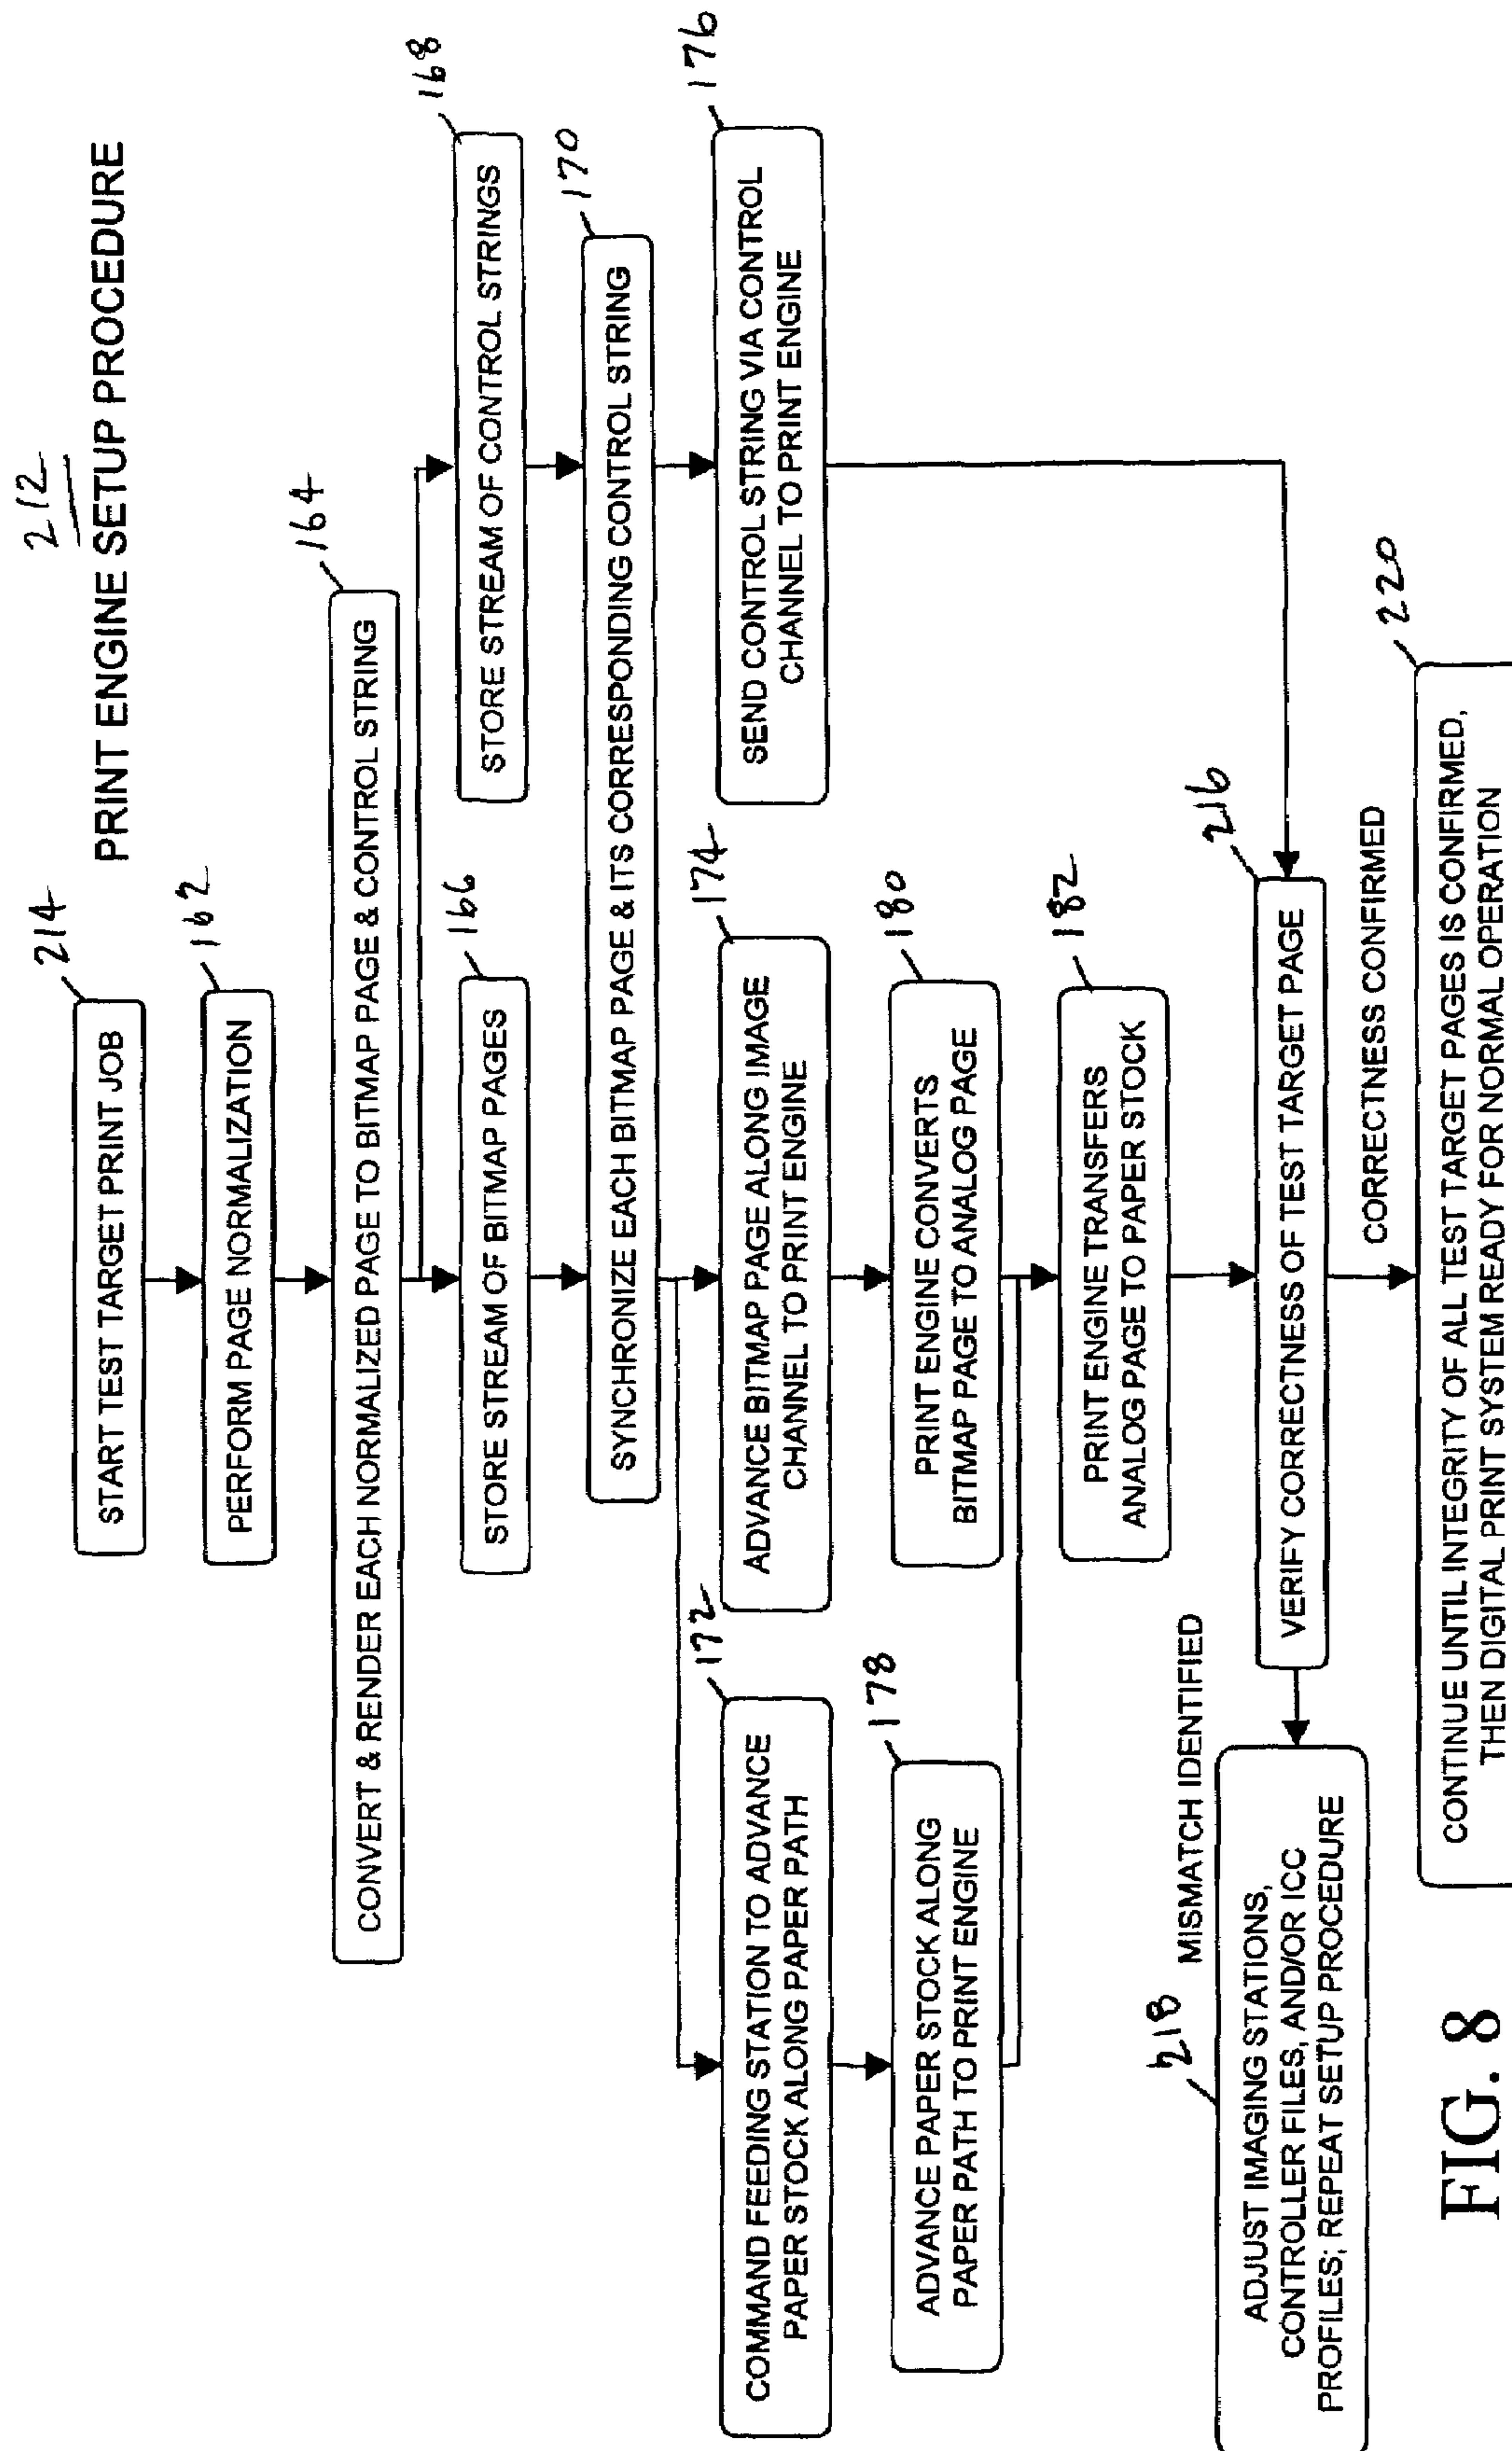 212
PRINT ENGINE SETUP PROCEDURE
214
START TEST TARGET PRINT JOB
162
PERFORM PAGE NORMALIZATION
164
CONVERT & RENDER EACH NORMALIZED PAGE TO BITMAP PAGE & CONTROL STRING
166
STORE STREAM OF BITMAP PAGES
168
STORE STREAM OF CONTROL STRINGS
170
SYNCHRONIZE EACH BITMAP PAGE & ITS CORRESPONDING CONTROL STRING
172
COMMAND FEEDING STATION TO ADVANCE
PAPER STOCK ALONG PAPER PATH
174
ADVANCE BITMAP PAGE ALONG IMAGE
CHANNEL TO PRINT ENGINE
176
SEND CONTROL STRING VIA CONTROL
CHANNEL TO PRINT ENGINE
178
ADVANCE PAPER STOCK ALONG
PAPER PATH TO PRINT ENGINE
180
PRINT ENGINE CONVERTS
BITMAP PAGE TO ANALOG PAGE
182
PRINT ENGINE TRANSFERS
ANALOG PAGE TO PAPER STOCK
216
VERIFY CORRECTNESS OF TEST TARGET PAGE
MISMATCH IDENTIFIED
218
ADJUST IMAGING STATIONS,
CONTROLLER FILES, AND/OR ICC
PROFILES; REPEAT SETUP PROCEDURE
CORRECTNESS CONFIRMED
220
CONTINUE UNTIL INTEGRITY OF ALL TEST TARGET PAGES IS CONFIRMED,
THEN DIGITAL PRINT SYSTEM READY FOR NORMAL OPERATION
FIG. 8